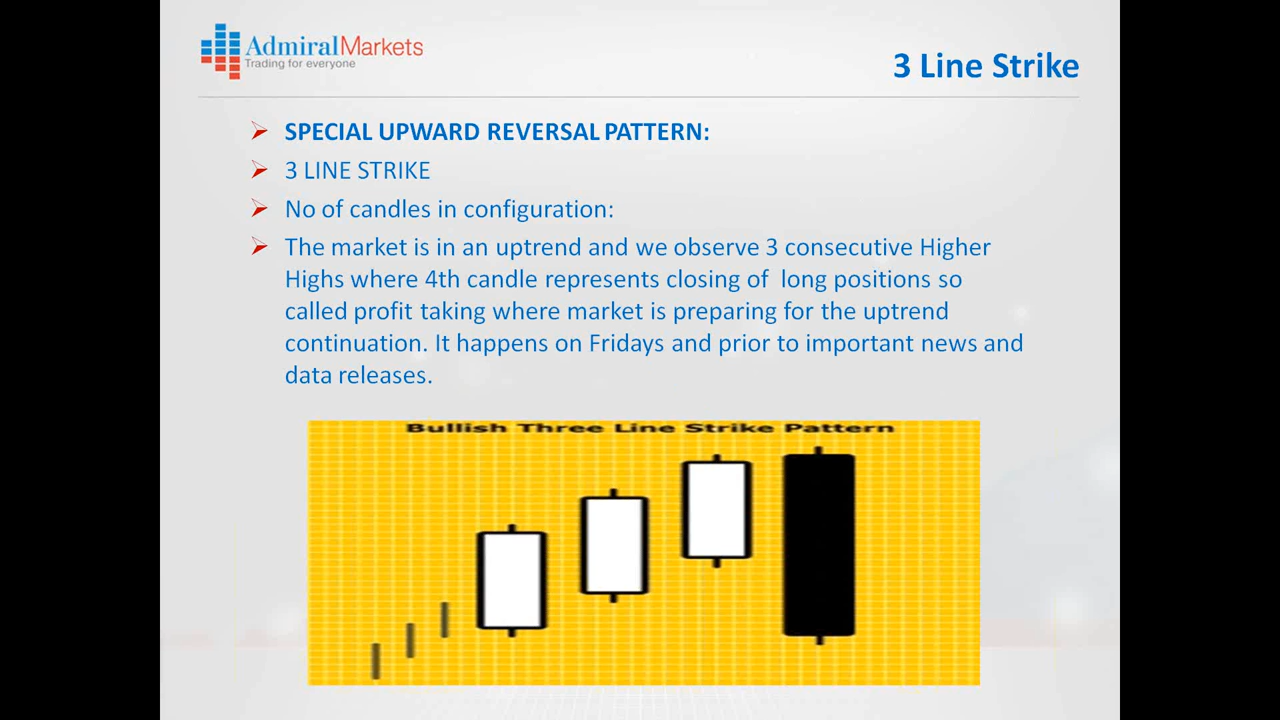 AdmiralMarkets
Trading for everyone
3 Line Strike
SPECIAL UPWARD REVERSAL PATTERN:
3 LINE STRIKE
No of candles in configuration:
The market is in an uptrend and we observe 3 consecutive Higher
Highs where 4th candle represents closing of long positions so
called profit taking where market is preparing for the uptrend
continuation. It happens on Fridays and prior to important news and
data releases.
Bullish Three Line Strike Pattern